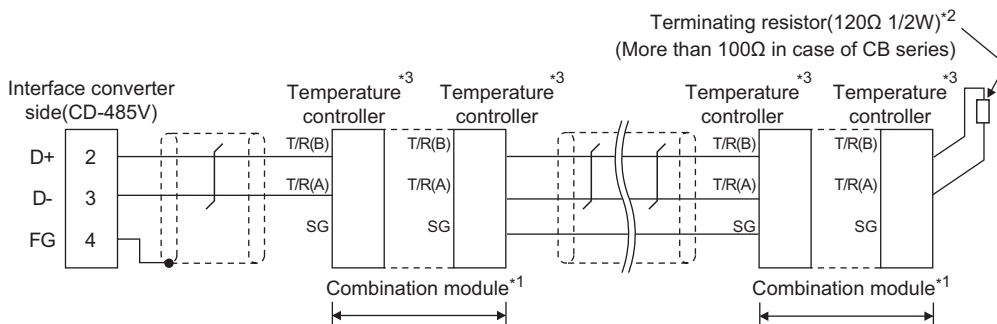 Terminating resistor(120Ω 1/2W)*2
(More than 100Ω in case of CB series)
Interface converter
side(CD-485V)
Temperature*3
controller
Temperature*3
controller
Temperature*3
controller
Temperature*3
controller
D+ 2 T/R(B) T/R(B) T/R(B) T/R(B)
D- 3 T/R(A) T/R(A) T/R(A) T/R(A)
FG 4 SG SG SG SG
Combination module*1
Combination module*1